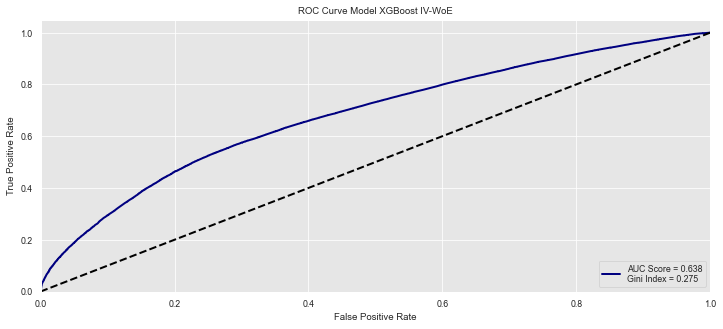 ROC Curve Model XGBoost IV-WoE
True Positive Rate
1.0
0.8
0.6
0.4
0.2
0.0
0.0 0.2 0.4 0.6 0.8 1.0
False Positive Rate
AUC Score = 0.638
Gini Index = 0.275